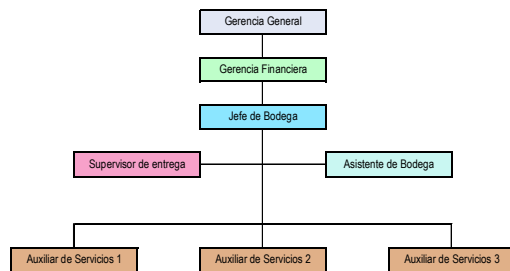 Gerencia General
Gerencia Financiera
Jefe de Bodega
Supervisor de entrega
Asistente de Bodega
Auxiliar de Servicios 1
Auxiliar de Servicios 2
Auxiliar de Servicios 3